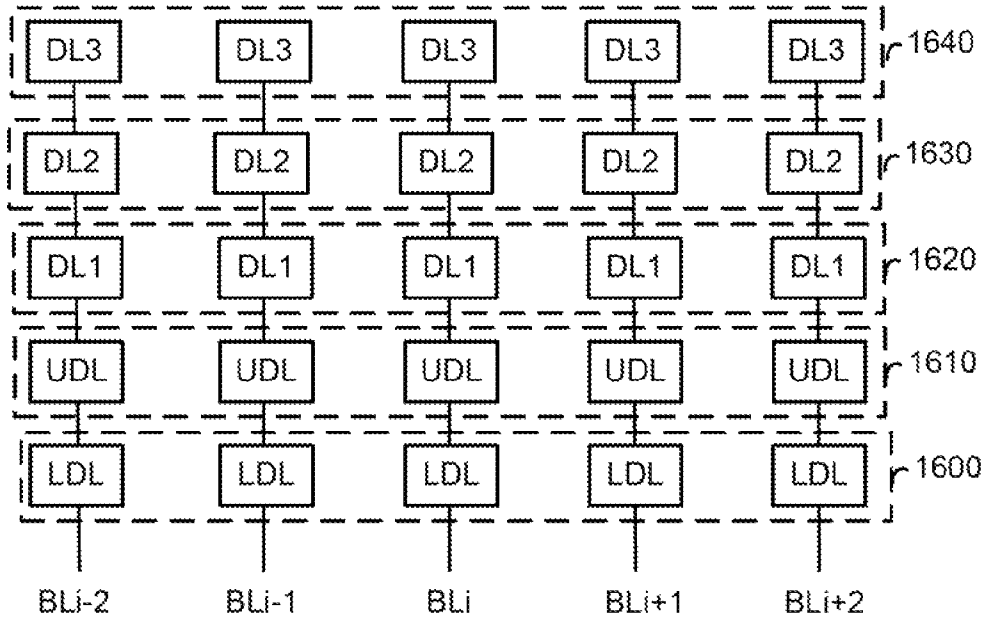 DL3 DL3 DL3 DL3 DL3 1640
DL2 DL2 DL2 DL2 DL2 1630
DL1 DL1 DL1 DL1 DL1 1620
UDL UDL UDL UDL UDL 1610
LDL LDL LDL LDL LDL 1600
BLi-2 BLi-1 BLi BLi+1 BLi+2